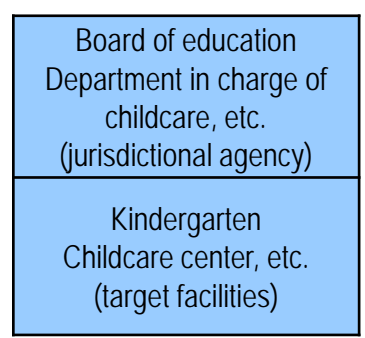 Board of education
Department in charge of
childcare, etc.
(jurisdictional agency)
Kindergarten
Childcare center, etc.
(target facilities)